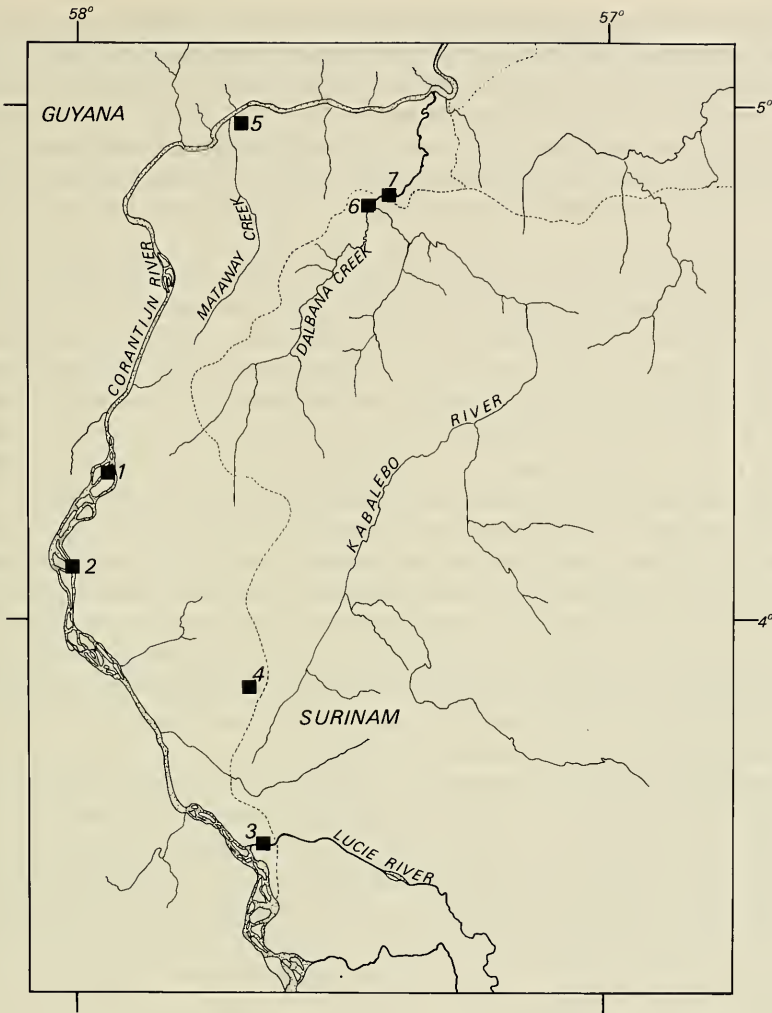 58° 57°
GUYANA
5°
5
7
6
MATAWAY CREEK
CORANTIJN RIVER
DALBANA CREEK
RIVER
KABALEBO
1
2
4°
4
SURINAM
3
LUCIE RIVER